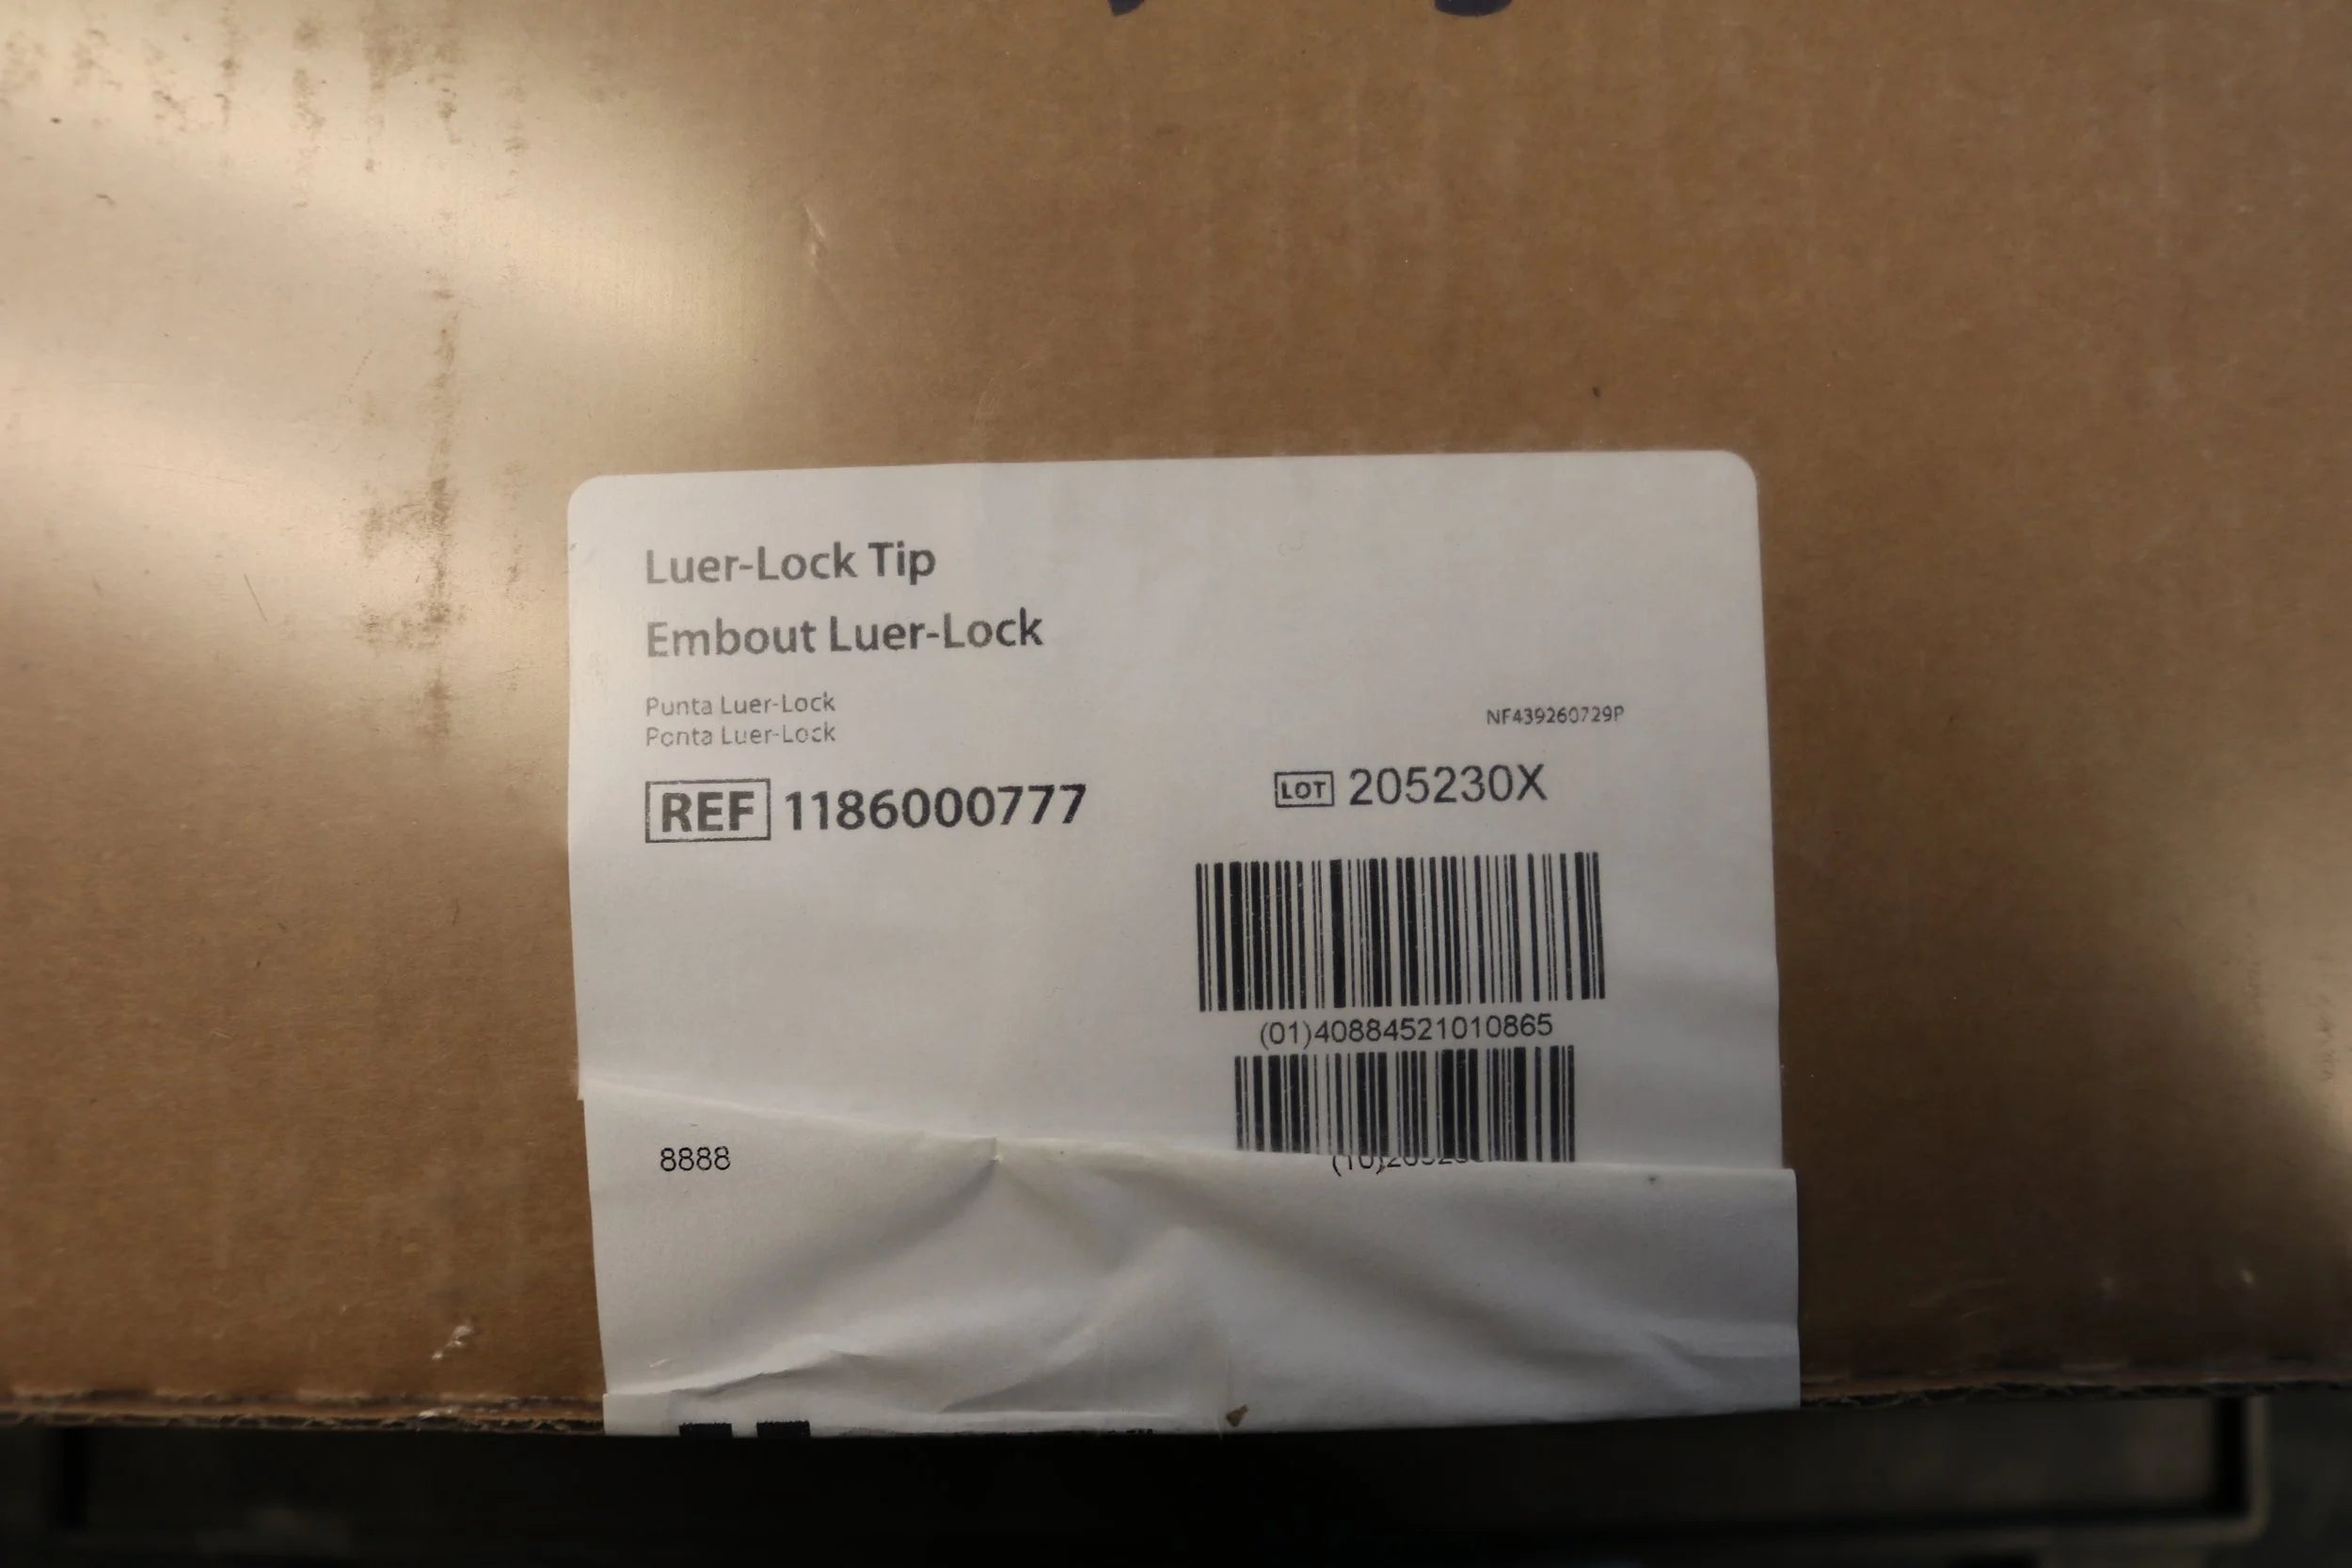 Luer-Lock Tip
Embout Luer-Lock
Punta Luer-Lock
Ponta Luer-Lock
NF439260729P
REF 1186000777
LOT 205230X
(01)40884521010865
8888